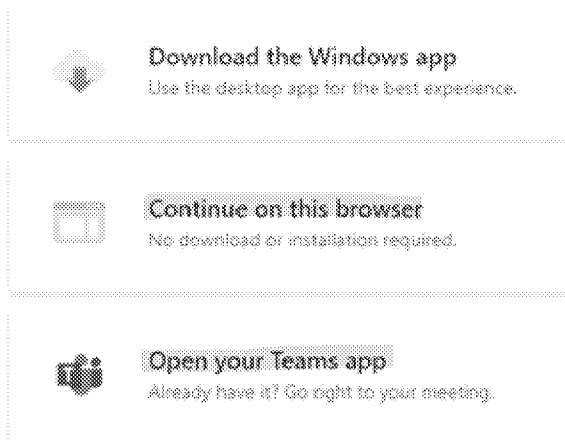 Download the Windows app
Use the desktop app for the best experience.
Continue on this browser
No download or installation required.
Open your Teams app
Already have it? Go right to your meeting.